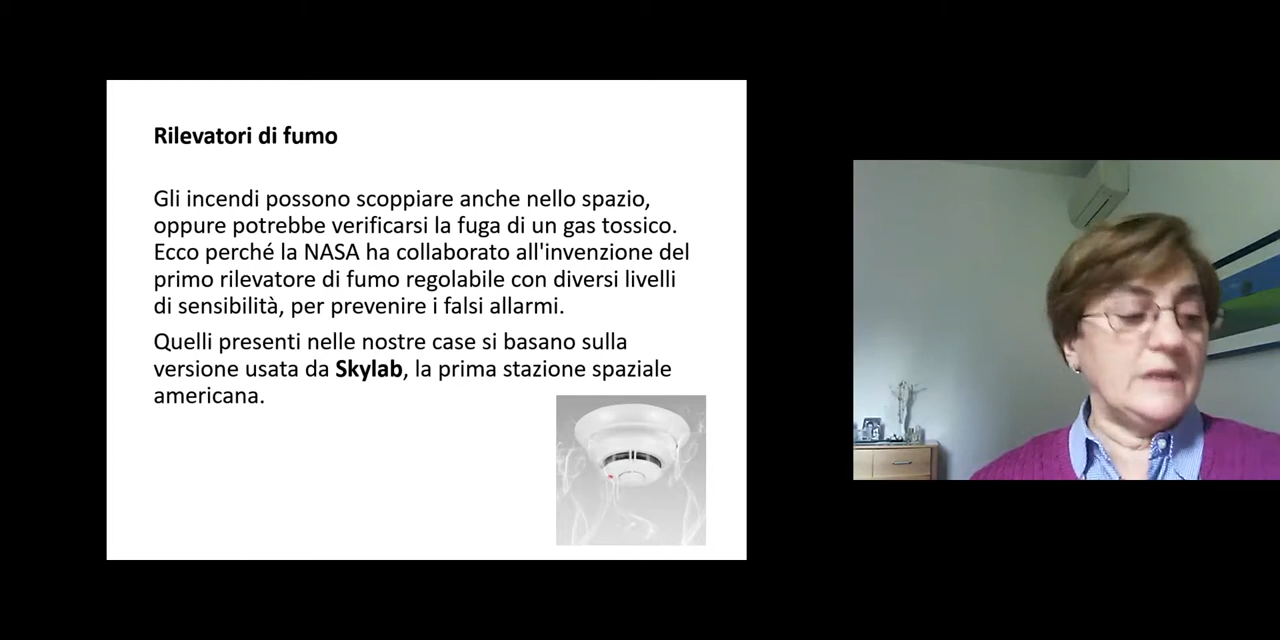 Rilevatori di fumo
Gli incendi possono scoppiare anche nello spazio,
oppure potrebbe verificarsi la fuga di un gas tossico.
Ecco perché la NASA ha collaborato all'invenzione del
primo rilevatore di fumo regolabile con diversi livelli
di sensibilità, per prevenire i falsi allarmi.
Quelli presenti nelle nostre case si basano sulla
versione usata da Skylab, la prima stazione spaziale
americana.